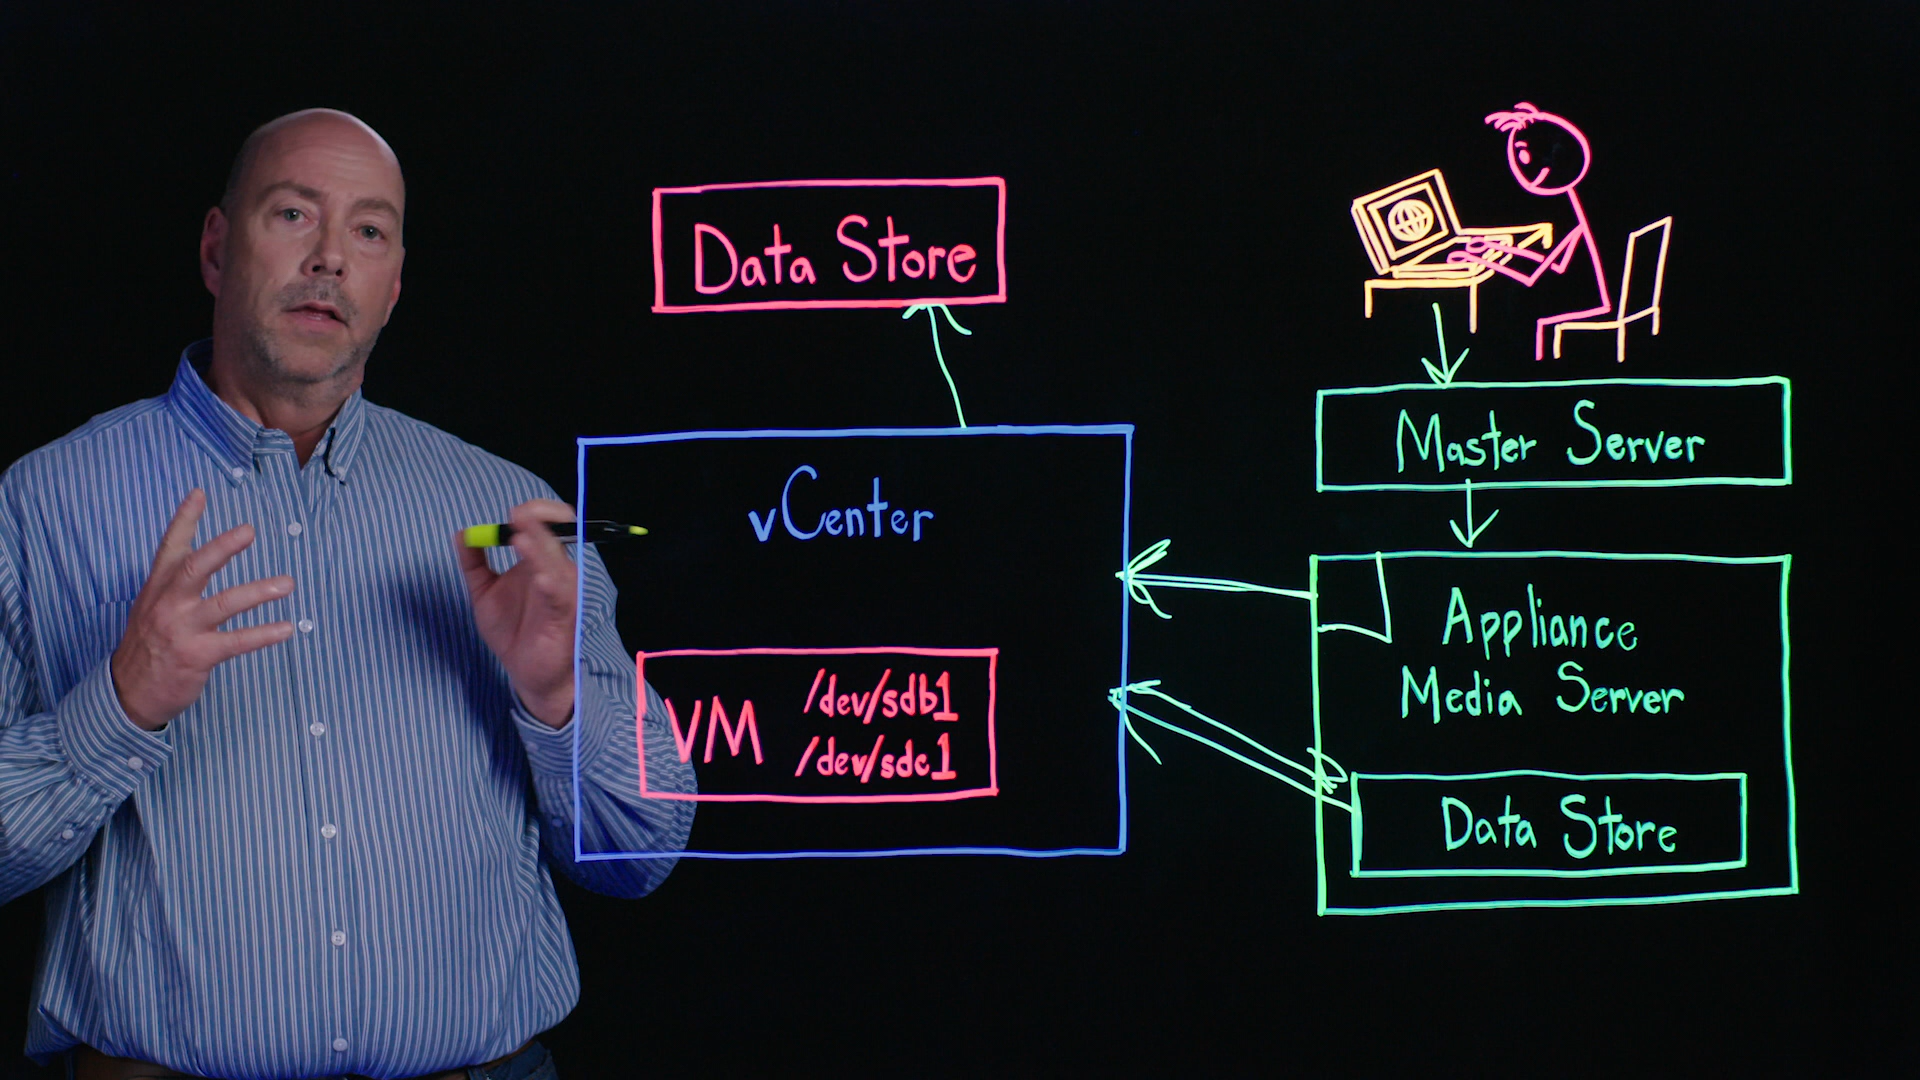 Data Store
vCenter
VM
/dev/sdb1
/dev/sdc1
Master Server
Appliance
Media Server
Data Store